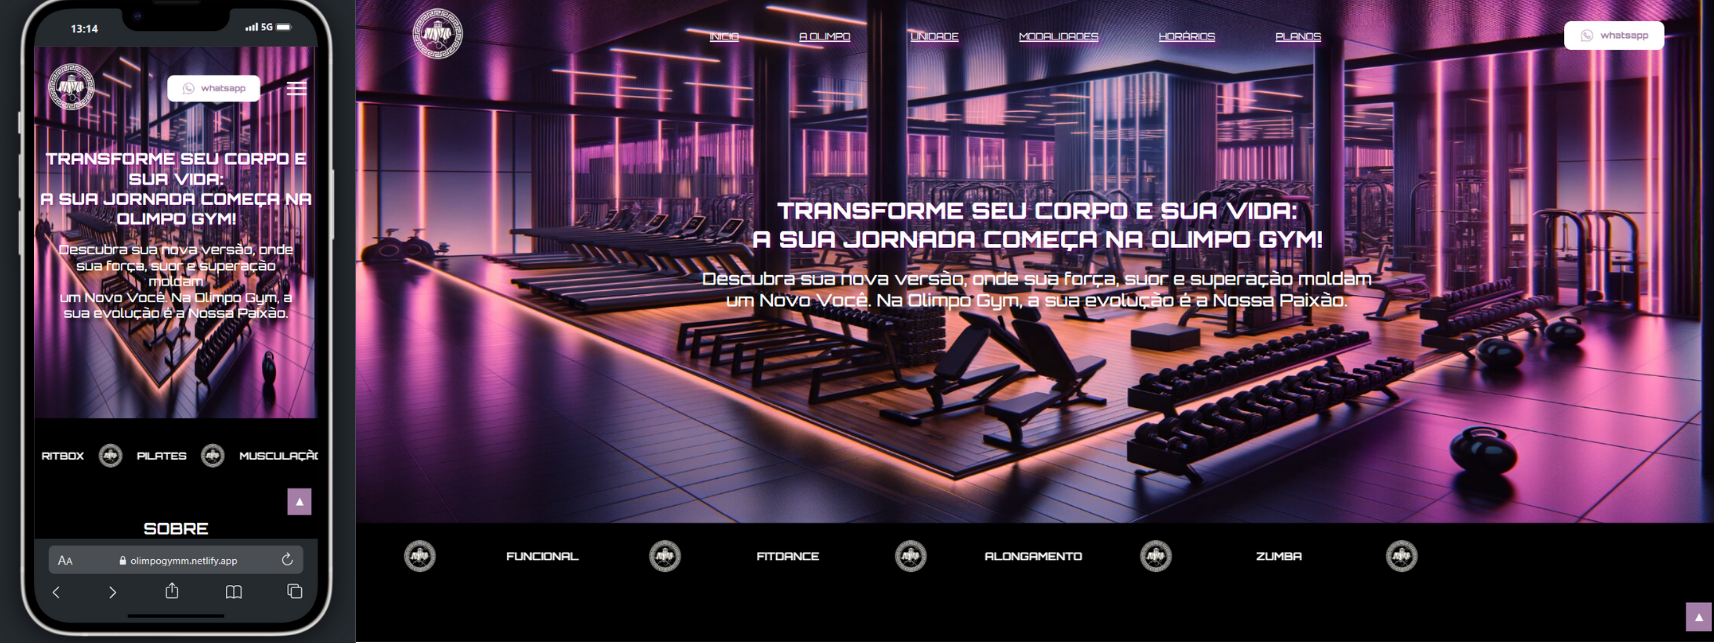 13:14
5G
whatsapp
TRANSFORME SEU CORPO E
SUA VIDA:
A SUA JORNADA COMEÇA NA
OLIMPO GYM!
Descubra sua nova versão, onde
sua força, suor e superação
moldam
um Novo Você. Na Olimpo Gym, a
sua evolução é a Nossa Paixão.
RITBOX PILATES MUSCULAÇÃO
SOBRE
AA olimpogymm.netlify.app
INICIO A OLIMPO UNIDADE MODALIDADES HORÁRIOS PLANOS whatsapp
TRANSFORME SEU CORPO E SUA VIDA:
A SUA JORNADA COMEÇA NA OLIMPO GYM!
Descubra sua nova versão, onde sua força, suor e superação moldam
um Novo Você. Na Olimpo Gym, a sua evolução é a Nossa Paixão.
FUNCIONAL FITDANCE ALONGAMENTO ZUMBA